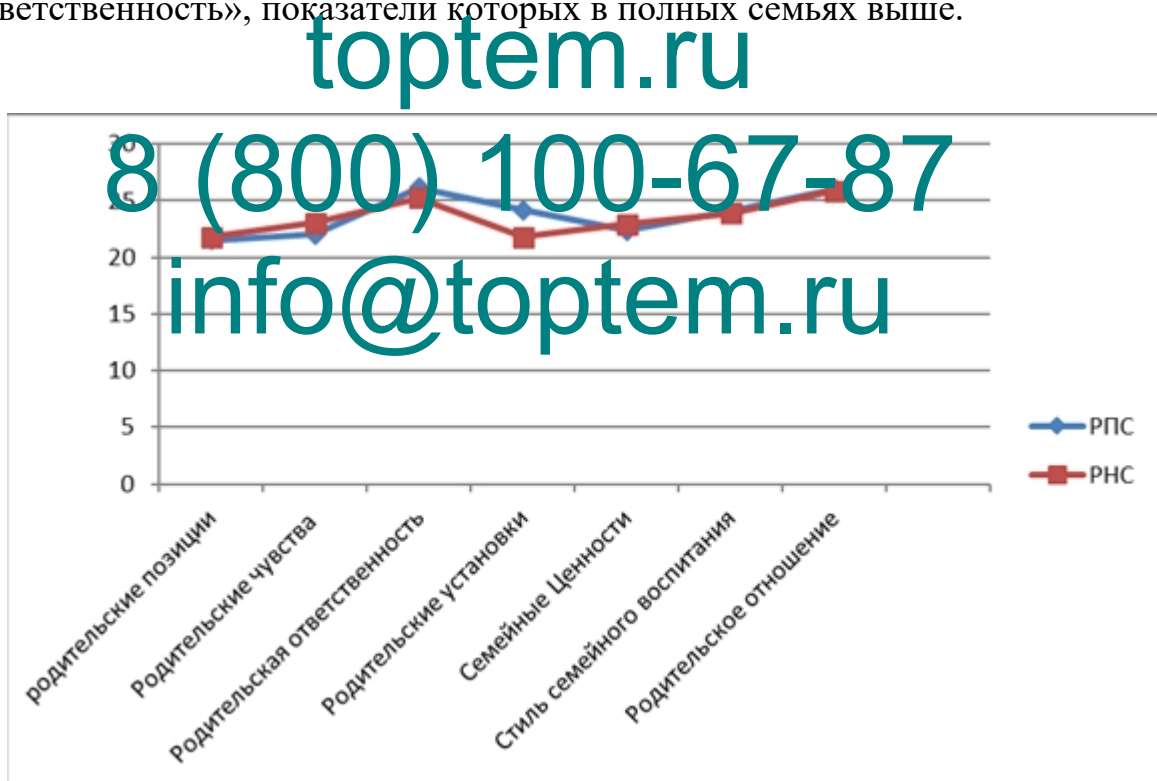 ветственность», показатели которых в полных семьях выше.
toptem.ru
8 (800) 100-67-87
info@toptem.ru
30
25
20
15
10
5
0
родительские позиции
Родительские чувства
Родительская ответственность
Родительские установки
Семейные Ценности
Стиль семейного воспитания
Родительское отношение
РПС
РНС